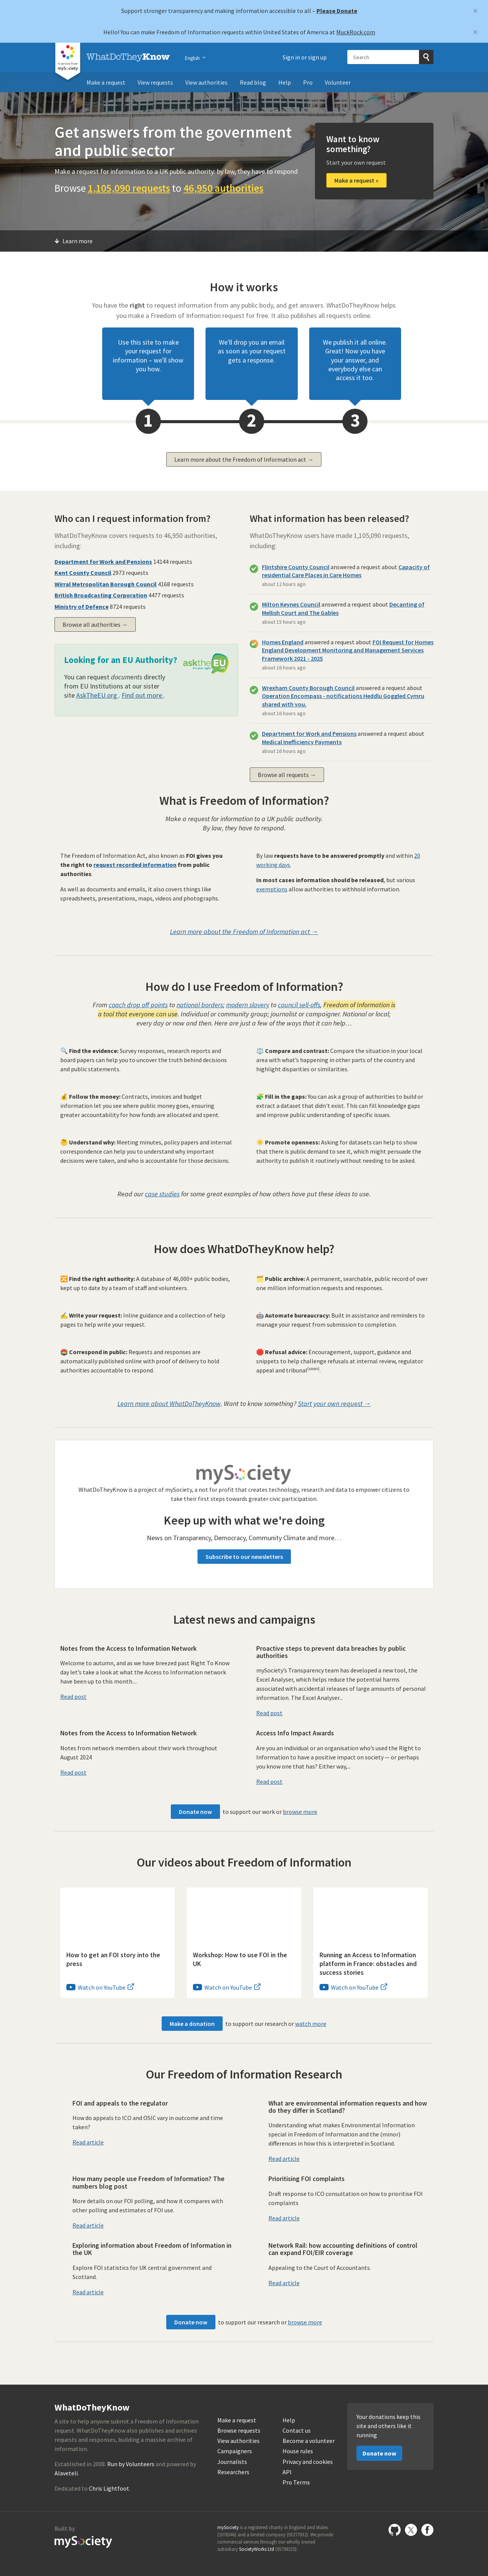 Support stronger transparency and making information accessible to all – Please Donate
×
Hello! You can make Freedom of Information requests within United States of America at MuckRock.com
×
WhatDoTheyKnow
English
Sign in or sign up
Search
Make a request
View requests
View authorities
Read blog
Help
Pro
Volunteer
Get answers from the government
and public sector
Make a request for information to a UK public authority: by law, they have to respond
Browse 1,105,090 requests to 46,950 authorities
Want to know
something?
Start your own request
Make a request »
Learn more
How it works
You have the right to request information from any public body, and get answers. WhatDoTheyKnow helps
you make a Freedom of Information request for free. It also publishes all requests online.
Use this site to make
your request for
information – we'll show
you how.
We'll drop you an email
as soon as your request
gets a response.
We publish it all online.
Great! Now you have
your answer, and
everybody else can
access it too.
1
2
3
Learn more about the Freedom of Information act →
Who can I request information from?
WhatDoTheyKnow covers requests to 46,950 authorities,
including:
Department for Work and Pensions 14144 requests
Kent County Council 2973 requests
Wirral Metropolitan Borough Council 4168 requests
British Broadcasting Corporation 4477 requests
Ministry of Defence 8724 requests
Browse all authorities →
Looking for an EU Authority?
asktheEU
You can request documents directly
from EU Institutions at our sister
site AskTheEU.org . Find out more .
What information has been released?
WhatDoTheyKnow users have made 1,105,090 requests,
including:
Flintshire County Council answered a request about Capacity of
residential Care Places in Care Homes
about 12 hours ago
Milton Keynes Council answered a request about Decanting of
Mellish Court and The Gables
about 15 hours ago
Homes England answered a request about FOI Request for Homes
England Development Monitoring and Management Services
Framework 2021 - 2025
about 16 hours ago
Wrexham County Borough Council answered a request about
Operation Encompass - notifications Heddlu Goggled Cymru
shared with you.
about 16 hours ago
Department for Work and Pensions answered a request about
Medical Inefficiency Payments
about 16 hours ago
Browse all requests →
What is Freedom of Information?
Make a request for information to a UK public authority.
By law, they have to respond.
The Freedom of Information Act, also known as FOI gives you
the right to request recorded information from public
authorities.
As well as documents and emails, it also covers things like
spreadsheets, presentations, maps, videos and photographs.
By law requests have to be answered promptly and within 20
working days.
In most cases information should be released, but various
exemptions allow authorities to withhold information.
Learn more about the Freedom of Information act →
How do I use Freedom of Information?
From coach drop off points to national borders; modern slavery to council sell-offs, Freedom of Information is
a tool that everyone can use. Individual or community group; journalist or campaigner. National or local;
every day or now and then. Here are just a few of the ways that it can help…
🔍 Find the evidence: Survey responses, research reports and
board papers can help you to uncover the truth behind decisions
and public statements.
⚖️ Compare and contrast: Compare the situation in your local
area with what's happening in other parts of the country and
highlight disparities or similarities.
💰 Follow the money: Contracts, invoices and budget
information let you see where public money goes, ensuring
greater accountability for how funds are allocated and spent.
🧩 Fill in the gaps: You can ask a group of authorities to build or
extract a dataset that didn't exist. This can fill knowledge gaps
and improve public understanding of specific issues.
🤔 Understand why: Meeting minutes, policy papers and internal
correspondence can help you to understand why important
decisions were taken, and who is accountable for those decisions.
☀️ Promote openness: Asking for datasets can help to show
that there is public demand to see it, which might persuade the
authority to publish it routinely without needing to be asked.
Read our case studies for some great examples of how others have put these ideas to use.
How does WhatDoTheyKnow help?
🔀 Find the right authority: A database of 46,000+ public bodies,
kept up to date by a team of staff and volunteers.
🗂️ Public archive: A permanent, searchable, public record of over
one million information requests and responses.
✍️ Write your request: Inline guidance and a collection of help
pages to help write your request.
🤖 Automate bureaucracy: Built in assistance and reminders to
manage your request from submission to completion.
Correspond in public: Requests and responses are
automatically published online with proof of delivery to hold
authorities accountable to respond.
🛑 Refusal advice: Encouragement, support, guidance and
snippets to help challenge refusals at internal review, regulator
appeal and tribunal
Learn more about WhatDoTheyKnow. Want to know something? Start your own request →
mySociety
WhatDoTheyKnow is a project of mySociety, a not for profit that creates technology, research and data to empower citizens to
take their first steps towards greater civic participation.
Keep up with what we're doing
News on Transparency, Democracy, Community Climate and more…
Subscribe to our newsletters
Latest news and campaigns
Notes from the Access to Information Network
Welcome to autumn, and as we have breezed past Right To Know
day let's take a look at what the Access to Information network
have been up to this month....
Read post
Proactive steps to prevent data breaches by public
authorities
mySociety's Transparency team has developed a new tool, the
Excel Analyser, which helps reduce the potential harms
associated with accidental releases of large amounts of personal
information. The Excel Analyser...
Read post
Notes from the Access to Information Network
Notes from network members about their work throughout
August 2024
Read post
Access Info Impact Awards
Are you an individual or an organisation who's used the Right to
Information to have a positive impact on society — or perhaps
you know one that has? Either way,...
Read post
Donate now to support our work or browse more
Our videos about Freedom of Information
How to get an FOI story into the
press
Watch on YouTube
Workshop: How to use FOI in the
UK
Watch on YouTube
Running an Access to Information
platform in France: obstacles and
success stories
Watch on YouTube
Make a donation to support our research or watch more
Our Freedom of Information Research
FOI and appeals to the regulator
How do appeals to ICO and OSIC vary in outcome and time
taken?
Read article
What are environmental information requests and how
do they differ in Scotland?
Understanding what makes Environmental Information
special in Freedom of Information and the (minor)
differences in how this is interpreted in Scotland.
Read article
How many people use Freedom of Information? The
numbers blog post
More details on our FOI polling, and how it compares with
other polling and estimates of FOI use.
Read article
Prioritising FOI complaints
Draft response to ICO consultation on how to prioritise FOI
complaints
Read article
Exploring information about Freedom of Information in
the UK
Explore FOI statistics for UK central government and
Scotland.
Read article
Network Rail: how accounting definitions of control
can expand FOI/EIR coverage
Appealing to the Court of Accountants.
Read article
Donate now to support our research or browse more
WhatDoTheyKnow
A site to help anyone submit a Freedom of Information
request. WhatDoTheyKnow also publishes and archives
requests and responses, building a massive archive of
information.
Established in 2008. Run by Volunteers and powered by
Alaveteli.
Dedicated to Chris Lightfoot.
Make a request
Browse requests
View authorities
Campaigners
Journalists
Researchers
Help
Contact us
Become a volunteer
House rules
Privacy and cookies
API
Pro Terms
Your donations keep this
site and others like it
running
Donate now
Built by
mySociety
mySociety is a registered charity in England and Wales
(1076346) and a limited company (03277032). We provide
commercial services through our wholly owned
subsidiary SocietyWorks Ltd (05798215).